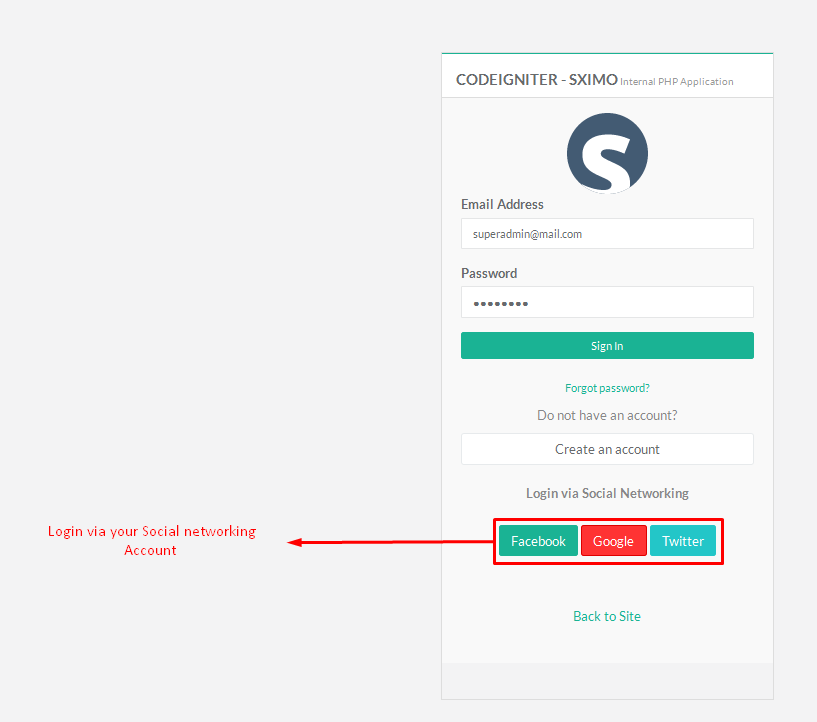 CODEIGNITER - SXIMO Internal PHP Application
S
Email Address
superadmin@mail.com
Password
••••••••
Sign In
Forgot password?
Do not have an account?
Create an account
Login via Social Networking
Login via your Social networking
Account
Facebook Google Twitter
Back to Site